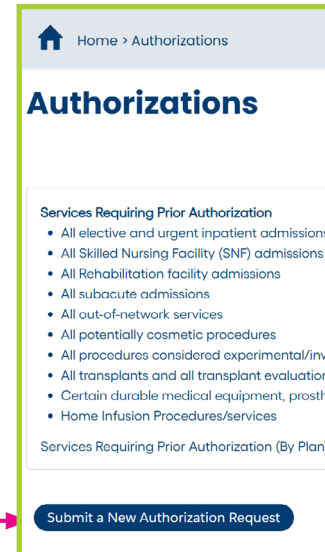 Home > Authorizations
Authorizations
Services Requiring Prior Authorization
• All elective and urgent inpatient admissions
• All Skilled Nursing Facility (SNF) admissions
• All Rehabilitation facility admissions
• All subacute admissions
• All out-of-network services
• All potentially cosmetic procedures
• All procedures considered experimental/inv
• All transplants and all transplant evaluation
• Certain durable medical equipment, prosth
• Home Infusion Procedures/services
Services Requiring Prior Authorization (By Plan)
Submit a New Authorization Request